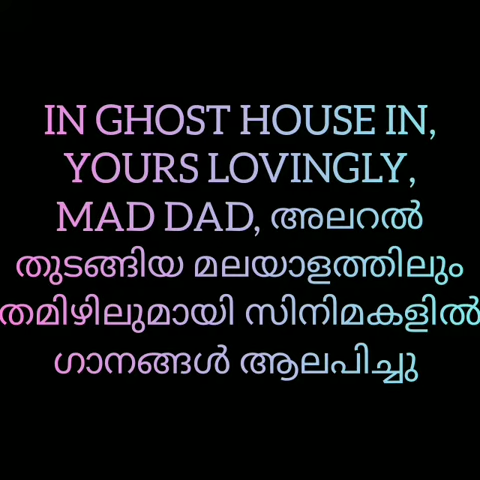 IN GHOST HOUSE IN,
YOURS LOVINGLY,
MAD DAD, അലറൽ
തുടങ്ങിയ മലയാളത്തിലും
തമിഴിലുമായി സിനിമകളിൽ
ഗാനങ്ങൾ ആലപിച്ചു